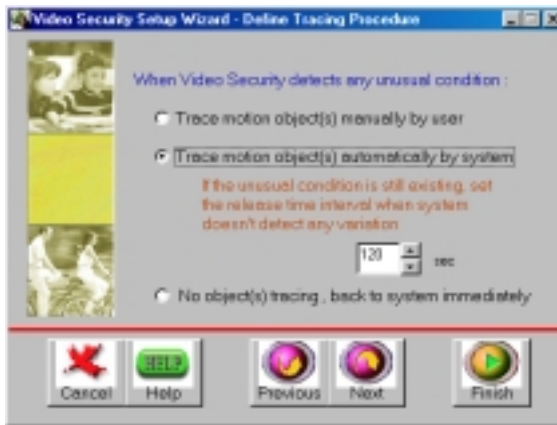 Video Security Setup Wizard - Define Tracing Procedure
When Video Security detects any unusual condition :
Trace motion object(s) manually by user
Trace motion object(s) automatically by system
If the unusual condition is still existing, set
the release time interval when system
doesn't detect any variation
120 sec
No object(s) tracing , back to system immediately
HELP
Cancel Help Previous Next Finish